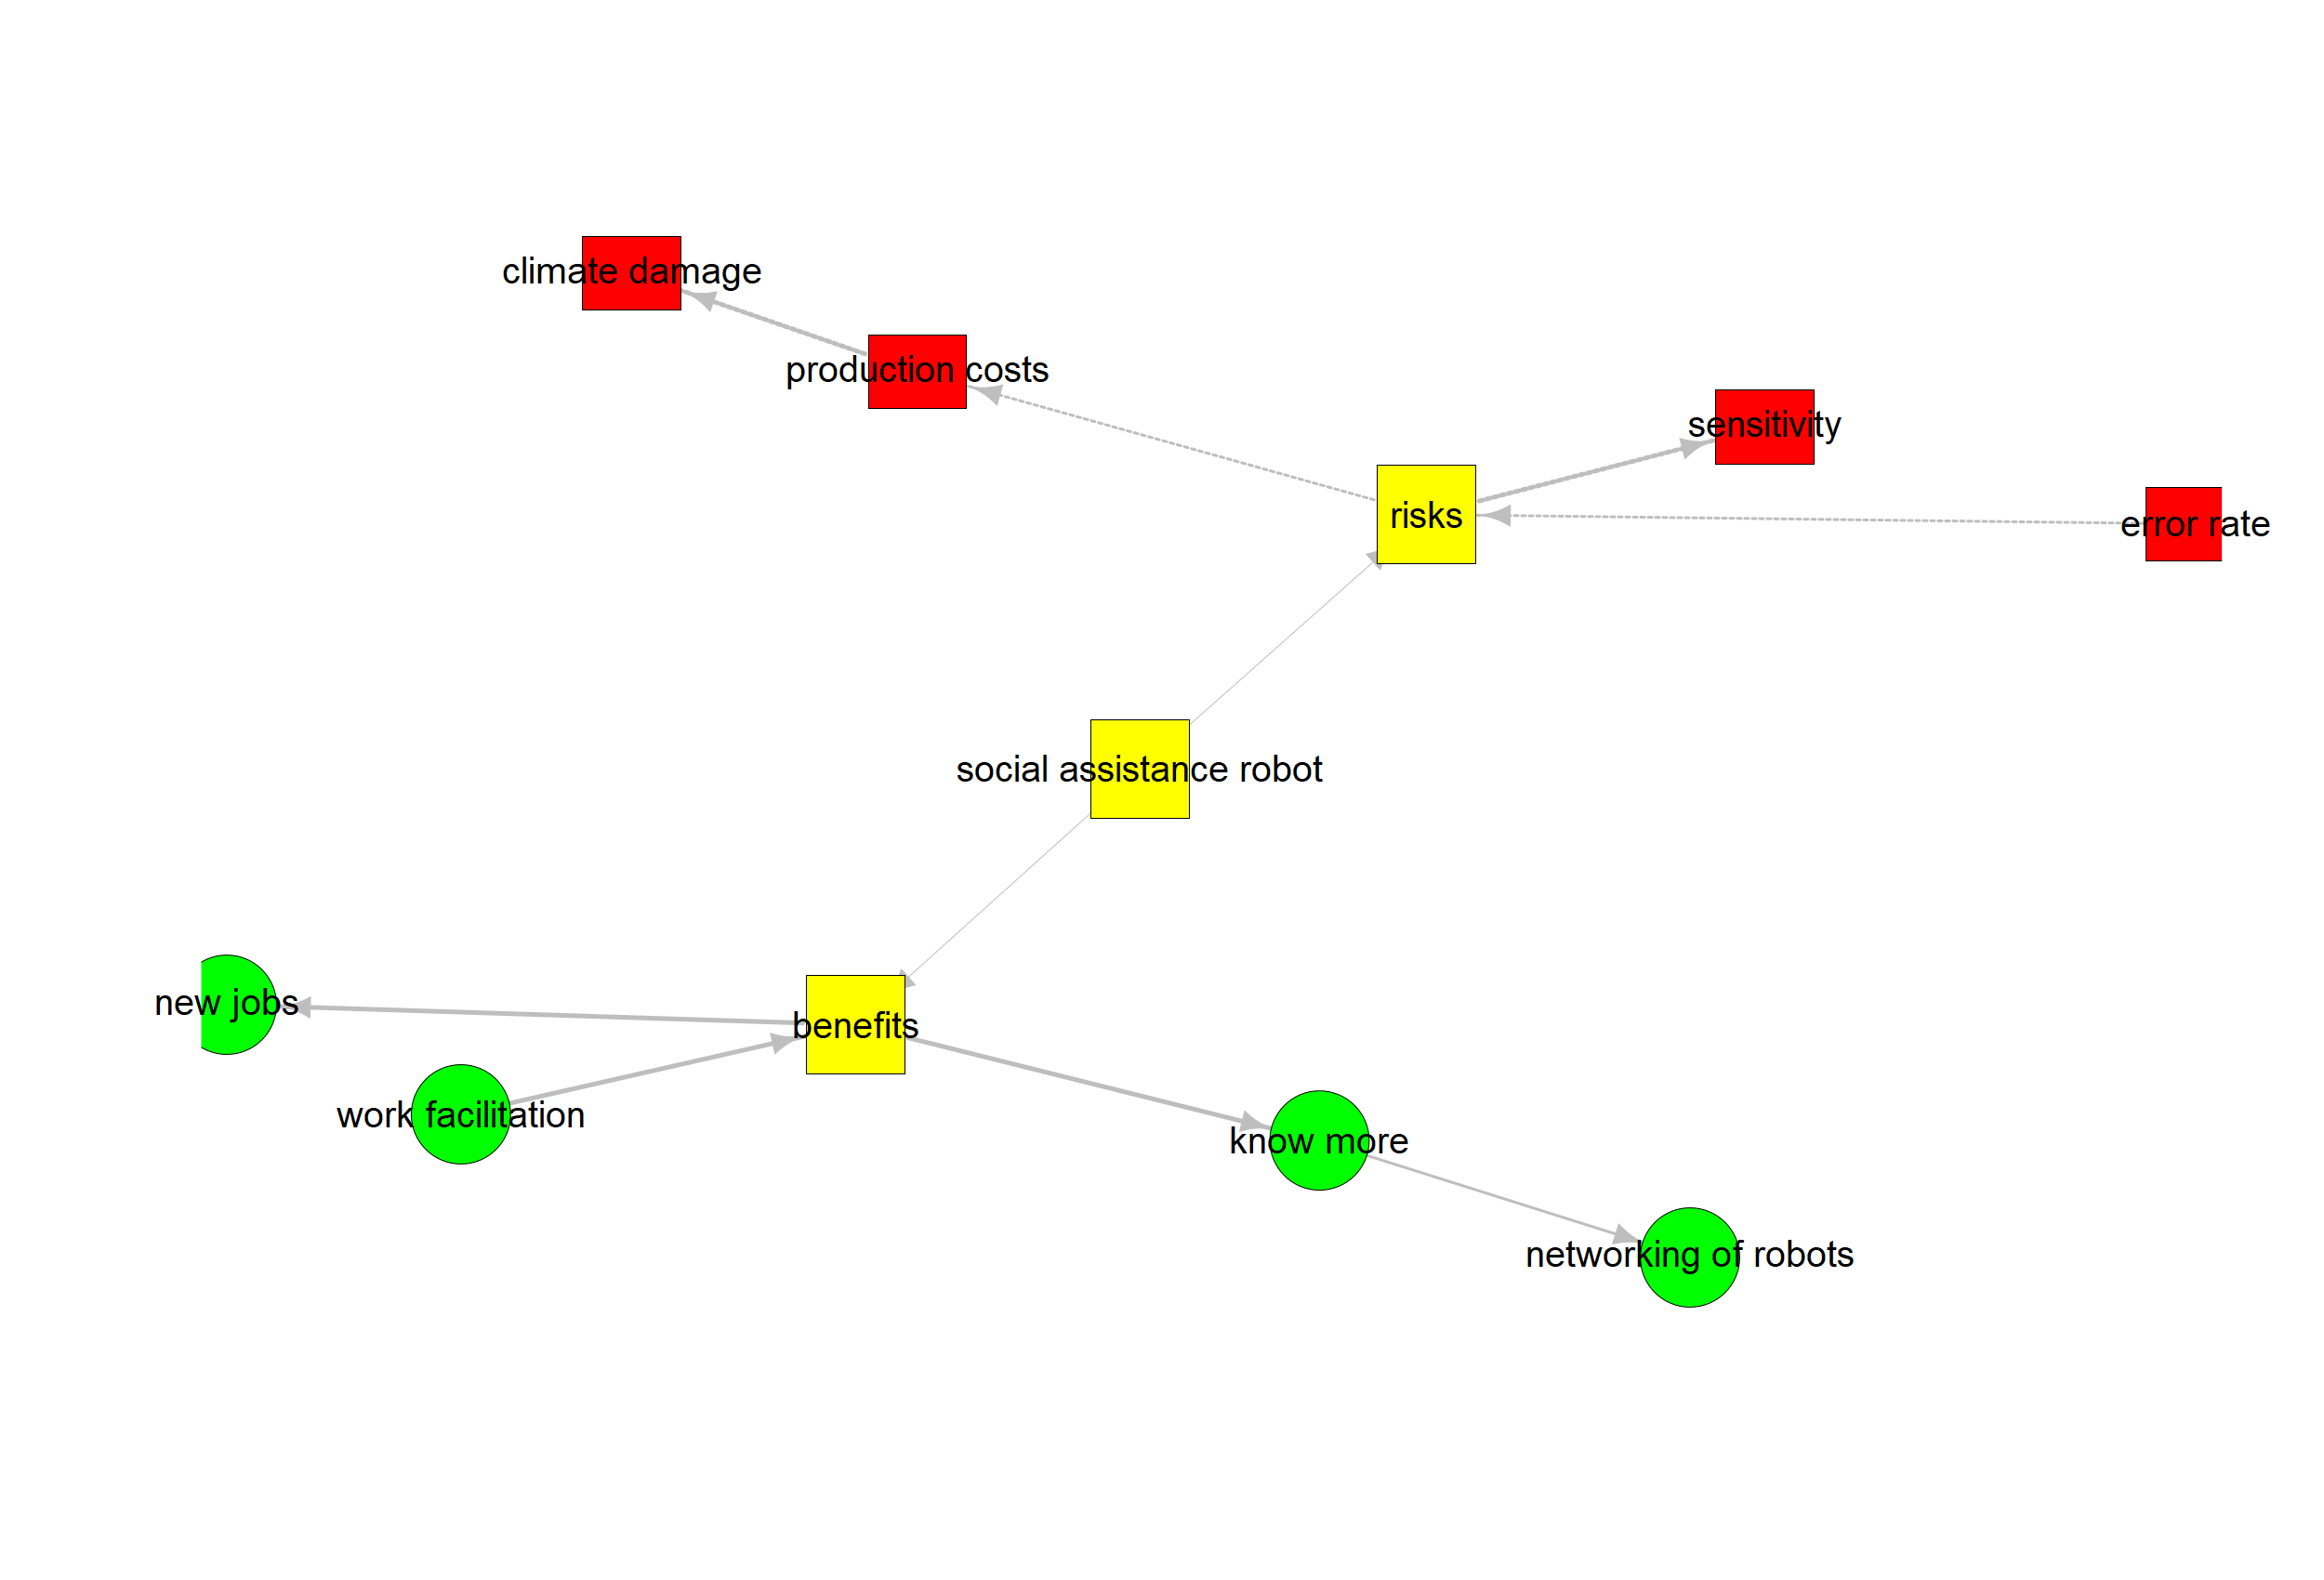 climate damage
production costs
sensitivity
risks
error rate
social assistance robot
new jobs
benefits
work facilitation
know more
networking of robots